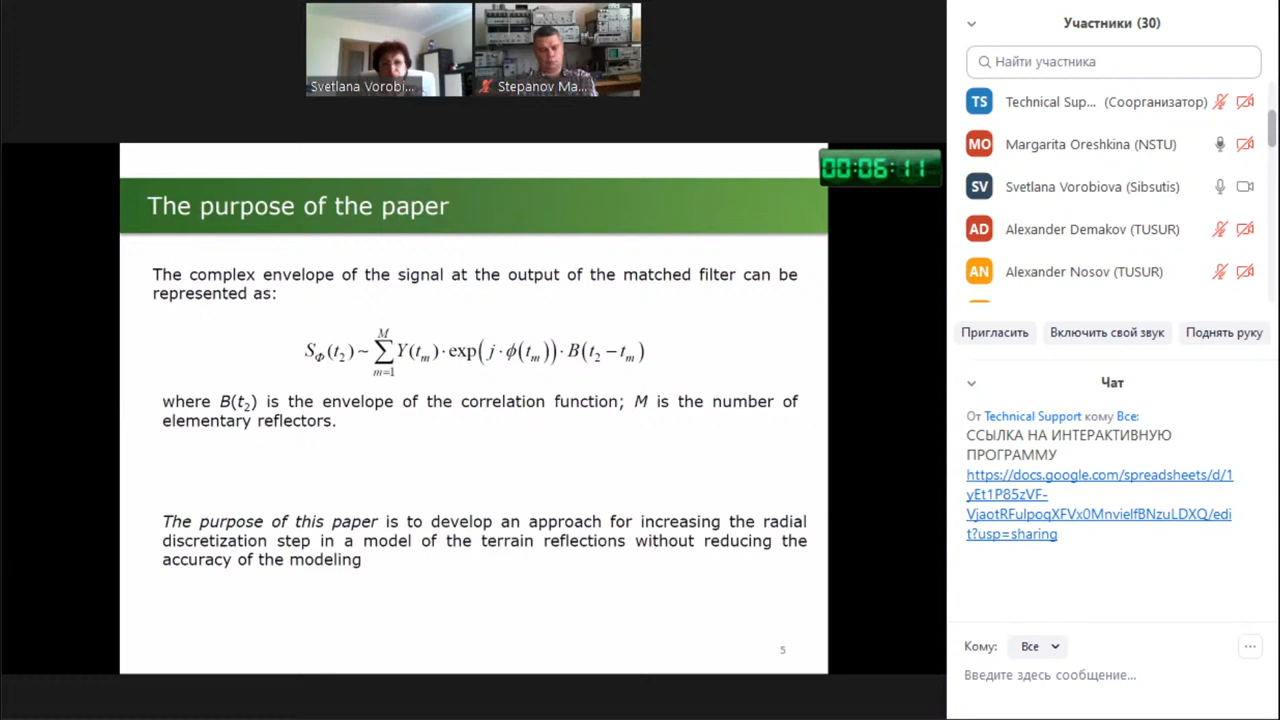 Svetlana Vorobi...
Stepanov Ma...
00:06:11
The purpose of the paper
The complex envelope of the signal at the output of the matched filter can be
represented as:
S_Ф(t₂) ~ ∑_{m=1}^{M} Y(t_m) · exp(j · ϕ(t_m)) · B(t₂ − t_m)
where B(t₂) is the envelope of the correlation function; M is the number of
elementary reflectors.
The purpose of this paper is to develop an approach for increasing the radial
discretization step in a model of the terrain reflections without reducing the
accuracy of the modeling
5
Участники (30)
Найти участника
TS Technical Sup... (Соорганизатор)
MO Margarita Oreshkina (NSTU)
SV Svetlana Vorobiova (Sibsutis)
AD Alexander Demakov (TUSUR)
AN Alexander Nosov (TUSUR)
Пригласить Включить свой звук Поднять руку
Чат
От Technical Support кому Все:
ССЫЛКА НА ИНТЕРАКТИВНУЮ
ПРОГРАММУ
https://docs.google.com/spreadsheets/d/1
yEt1P85zVF-
VjaotRFulpoqXFVx0MnvielfBNzuLDXQ/edi
t?usp=sharing
Кому: Все
Введите здесь сообщение...